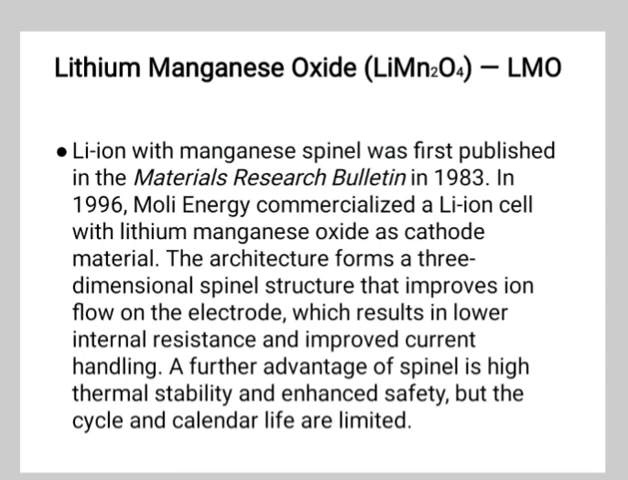 Lithium Manganese Oxide (LiMn₂O₄) — LMO
● Li-ion with manganese spinel was first published
in the Materials Research Bulletin in 1983. In
1996, Moli Energy commercialized a Li-ion cell
with lithium manganese oxide as cathode
material. The architecture forms a three-
dimensional spinel structure that improves ion
flow on the electrode, which results in lower
internal resistance and improved current
handling. A further advantage of spinel is high
thermal stability and enhanced safety, but the
cycle and calendar life are limited.